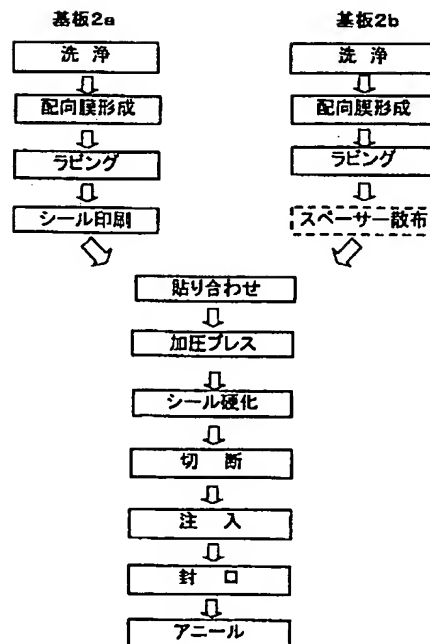 基板2a
洗 浄
配向膜形成
ラビング
シール印刷
基板2b
洗 浄
配向膜形成
ラビング
スペーサー散布
貼り合わせ
加圧プレス
シール硬化
切 断
注 入
封 口
アニール